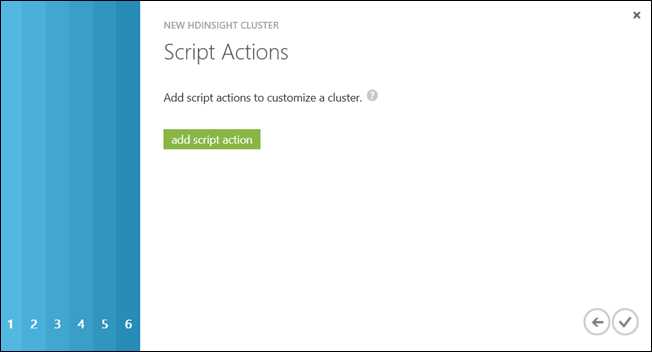 NEW HDINSIGHT CLUSTER
Script Actions
Add script actions to customize a cluster. ?
add script action
1 2 3 4 5 6